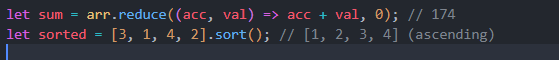 let sum = arr.reduce((acc, val) => acc + val, 0); // 174
let sorted = [3, 1, 4, 2].sort(); // [1, 2, 3, 4] (ascending)